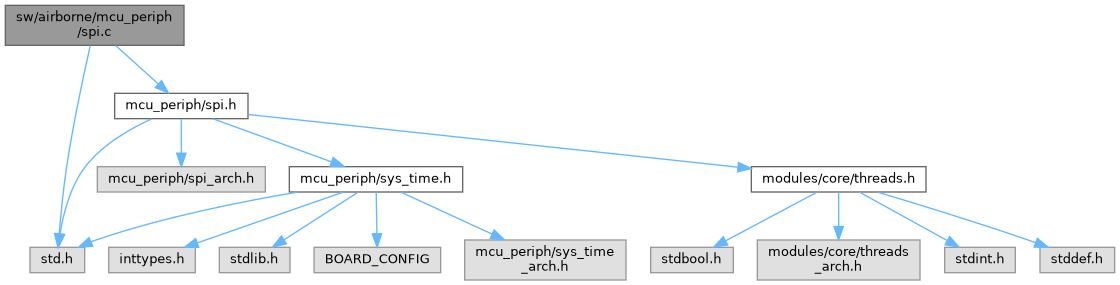 sw/airborne/mcu_periph
/spi.c
mcu_periph/spi.h
mcu_periph/spi_arch.h
mcu_periph/sys_time.h
modules/core/threads.h
std.h
inttypes.h
stdlib.h
BOARD_CONFIG
mcu_periph/sys_time
_arch.h
stdbool.h
modules/core/threads
_arch.h
stdint.h
stddef.h